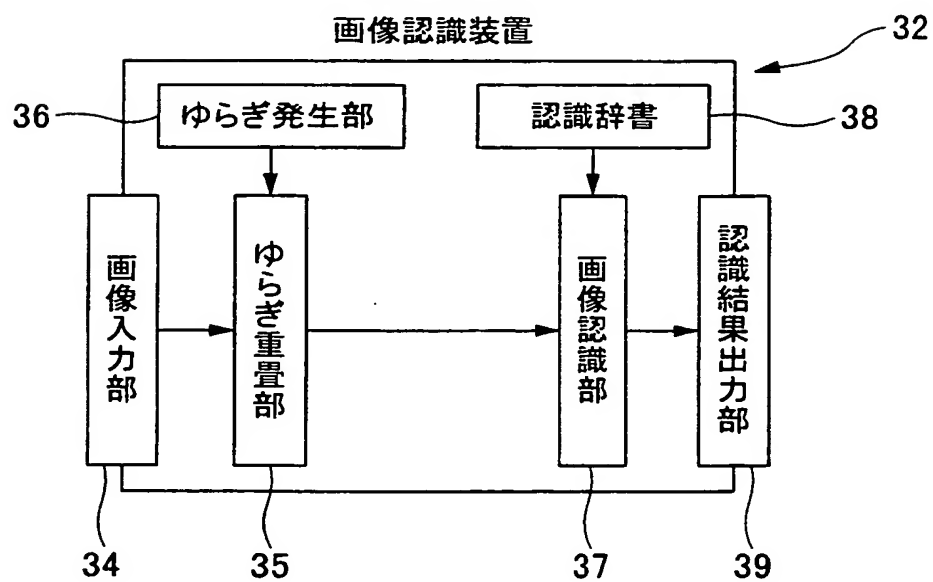 画像認識装置
32
36
ゆらぎ発生部
認識辞書
38
画像入力部
ゆらぎ重畳部
画像認識部
認識結果出力部
34
35
37
39